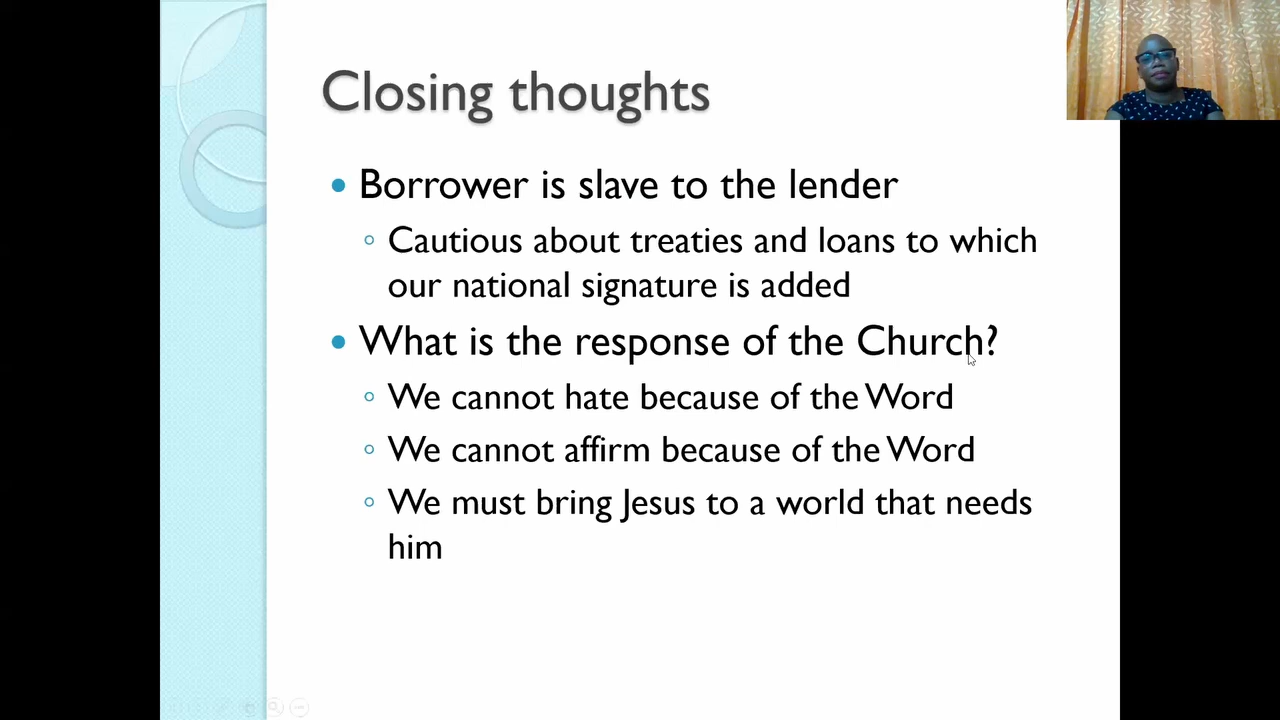 Closing thoughts
Borrower is slave to the lender
Cautious about treaties and loans to which
our national signature is added
What is the response of the Church?
We cannot hate because of the Word
We cannot affirm because of the Word
We must bring Jesus to a world that needs
him